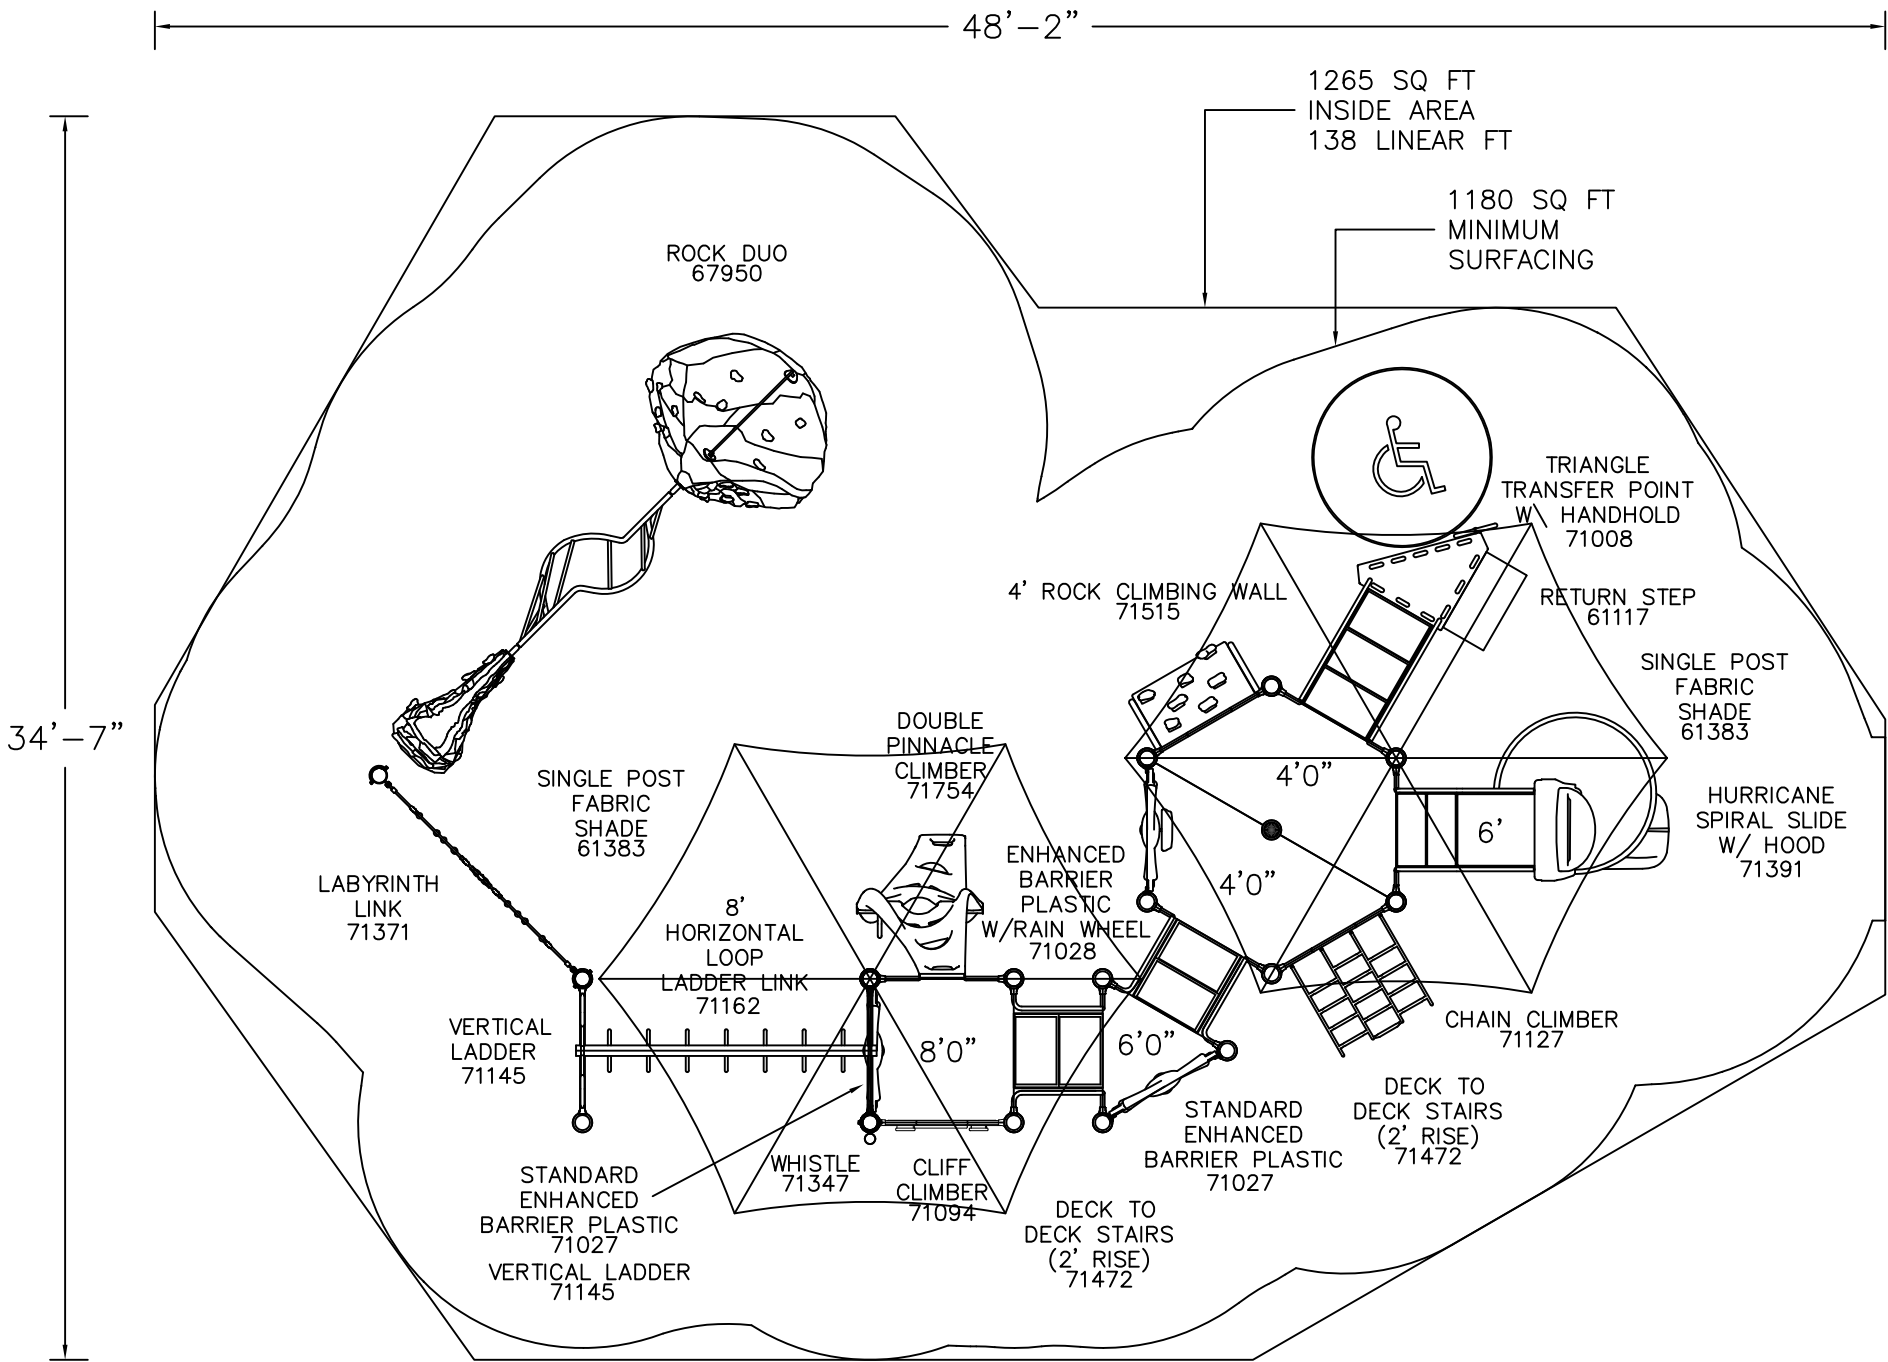 48'-2"
1265 SQ FT
INSIDE AREA
138 LINEAR FT
1180 SQ FT
MINIMUM
SURFACING
ROCK DUO
67950
TRIANGLE
TRANSFER POINT
W\ HANDHOLD
71008
4' ROCK CLIMBING WALL
71515
RETURN STEP
61117
SINGLE POST
FABRIC
SHADE
61383
34'-7"
DOUBLE
PINNACLE
CLIMBER
71754
4'0"
SINGLE POST
FABRIC
SHADE
61383
HURRICANE
SPIRAL SLIDE
W/ HOOD
71391
6'
ENHANCED
BARRIER
PLASTIC
W/RAIN WHEEL
71028
4'0"
LABYRINTH
LINK
71371
8'
HORIZONTAL
LOOP
LADDER LINK
71162
VERTICAL
LADDER
71145
8'0"
6'0"
CHAIN CLIMBER
71127
DECK TO
DECK STAIRS
(2' RISE)
71472
STANDARD
ENHANCED
BARRIER PLASTIC
71027
WHISTLE
71347
CLIFF
CLIMBER
71094
STANDARD
ENHANCED
BARRIER PLASTIC
71027
VERTICAL LADDER
71145
DECK TO
DECK STAIRS
(2' RISE)
71472